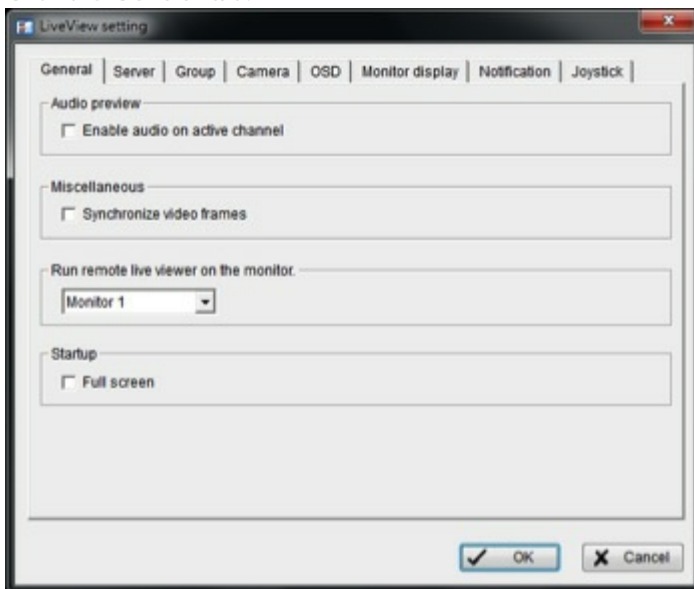 LiveView setting
General Server Group Camera OSD Monitor display Notification Joystick
Audio preview
Enable audio on active channel
Miscellaneous
Synchronize video frames
Run remote live viewer on the monitor.
Monitor 1
Startup
Full screen
OK Cancel